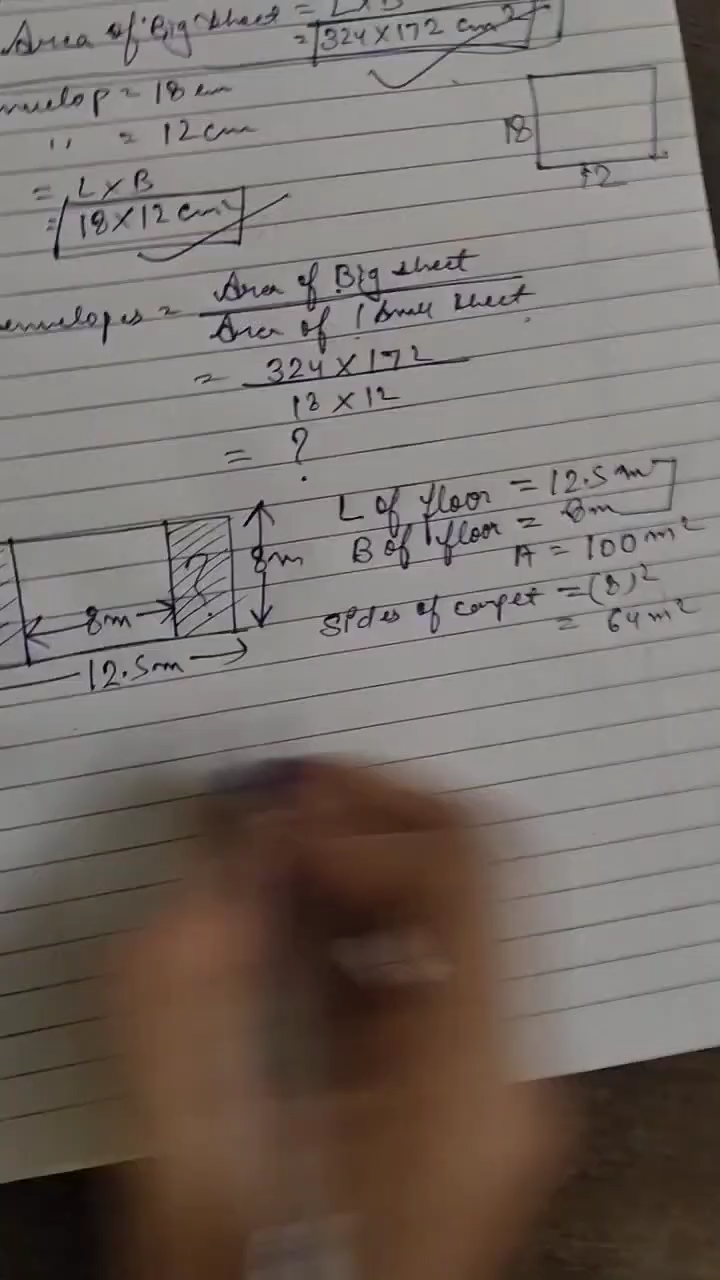 Area of Big sheet = L x B
= 324 x 172 cm²
envelop = 18 cm
" = 12 cm
18
12
= L x B
= 18 x 12 cm²
envelopes = Area of Big sheet
Area of 1 small sheet
= 324 x 172
18 x 12
= ?
L of floor = 12.5 m
B of floor = 8m
A = 100 m²
Sides of carpet = (8)²
= 64 m²
8m
?
8m
12.5m